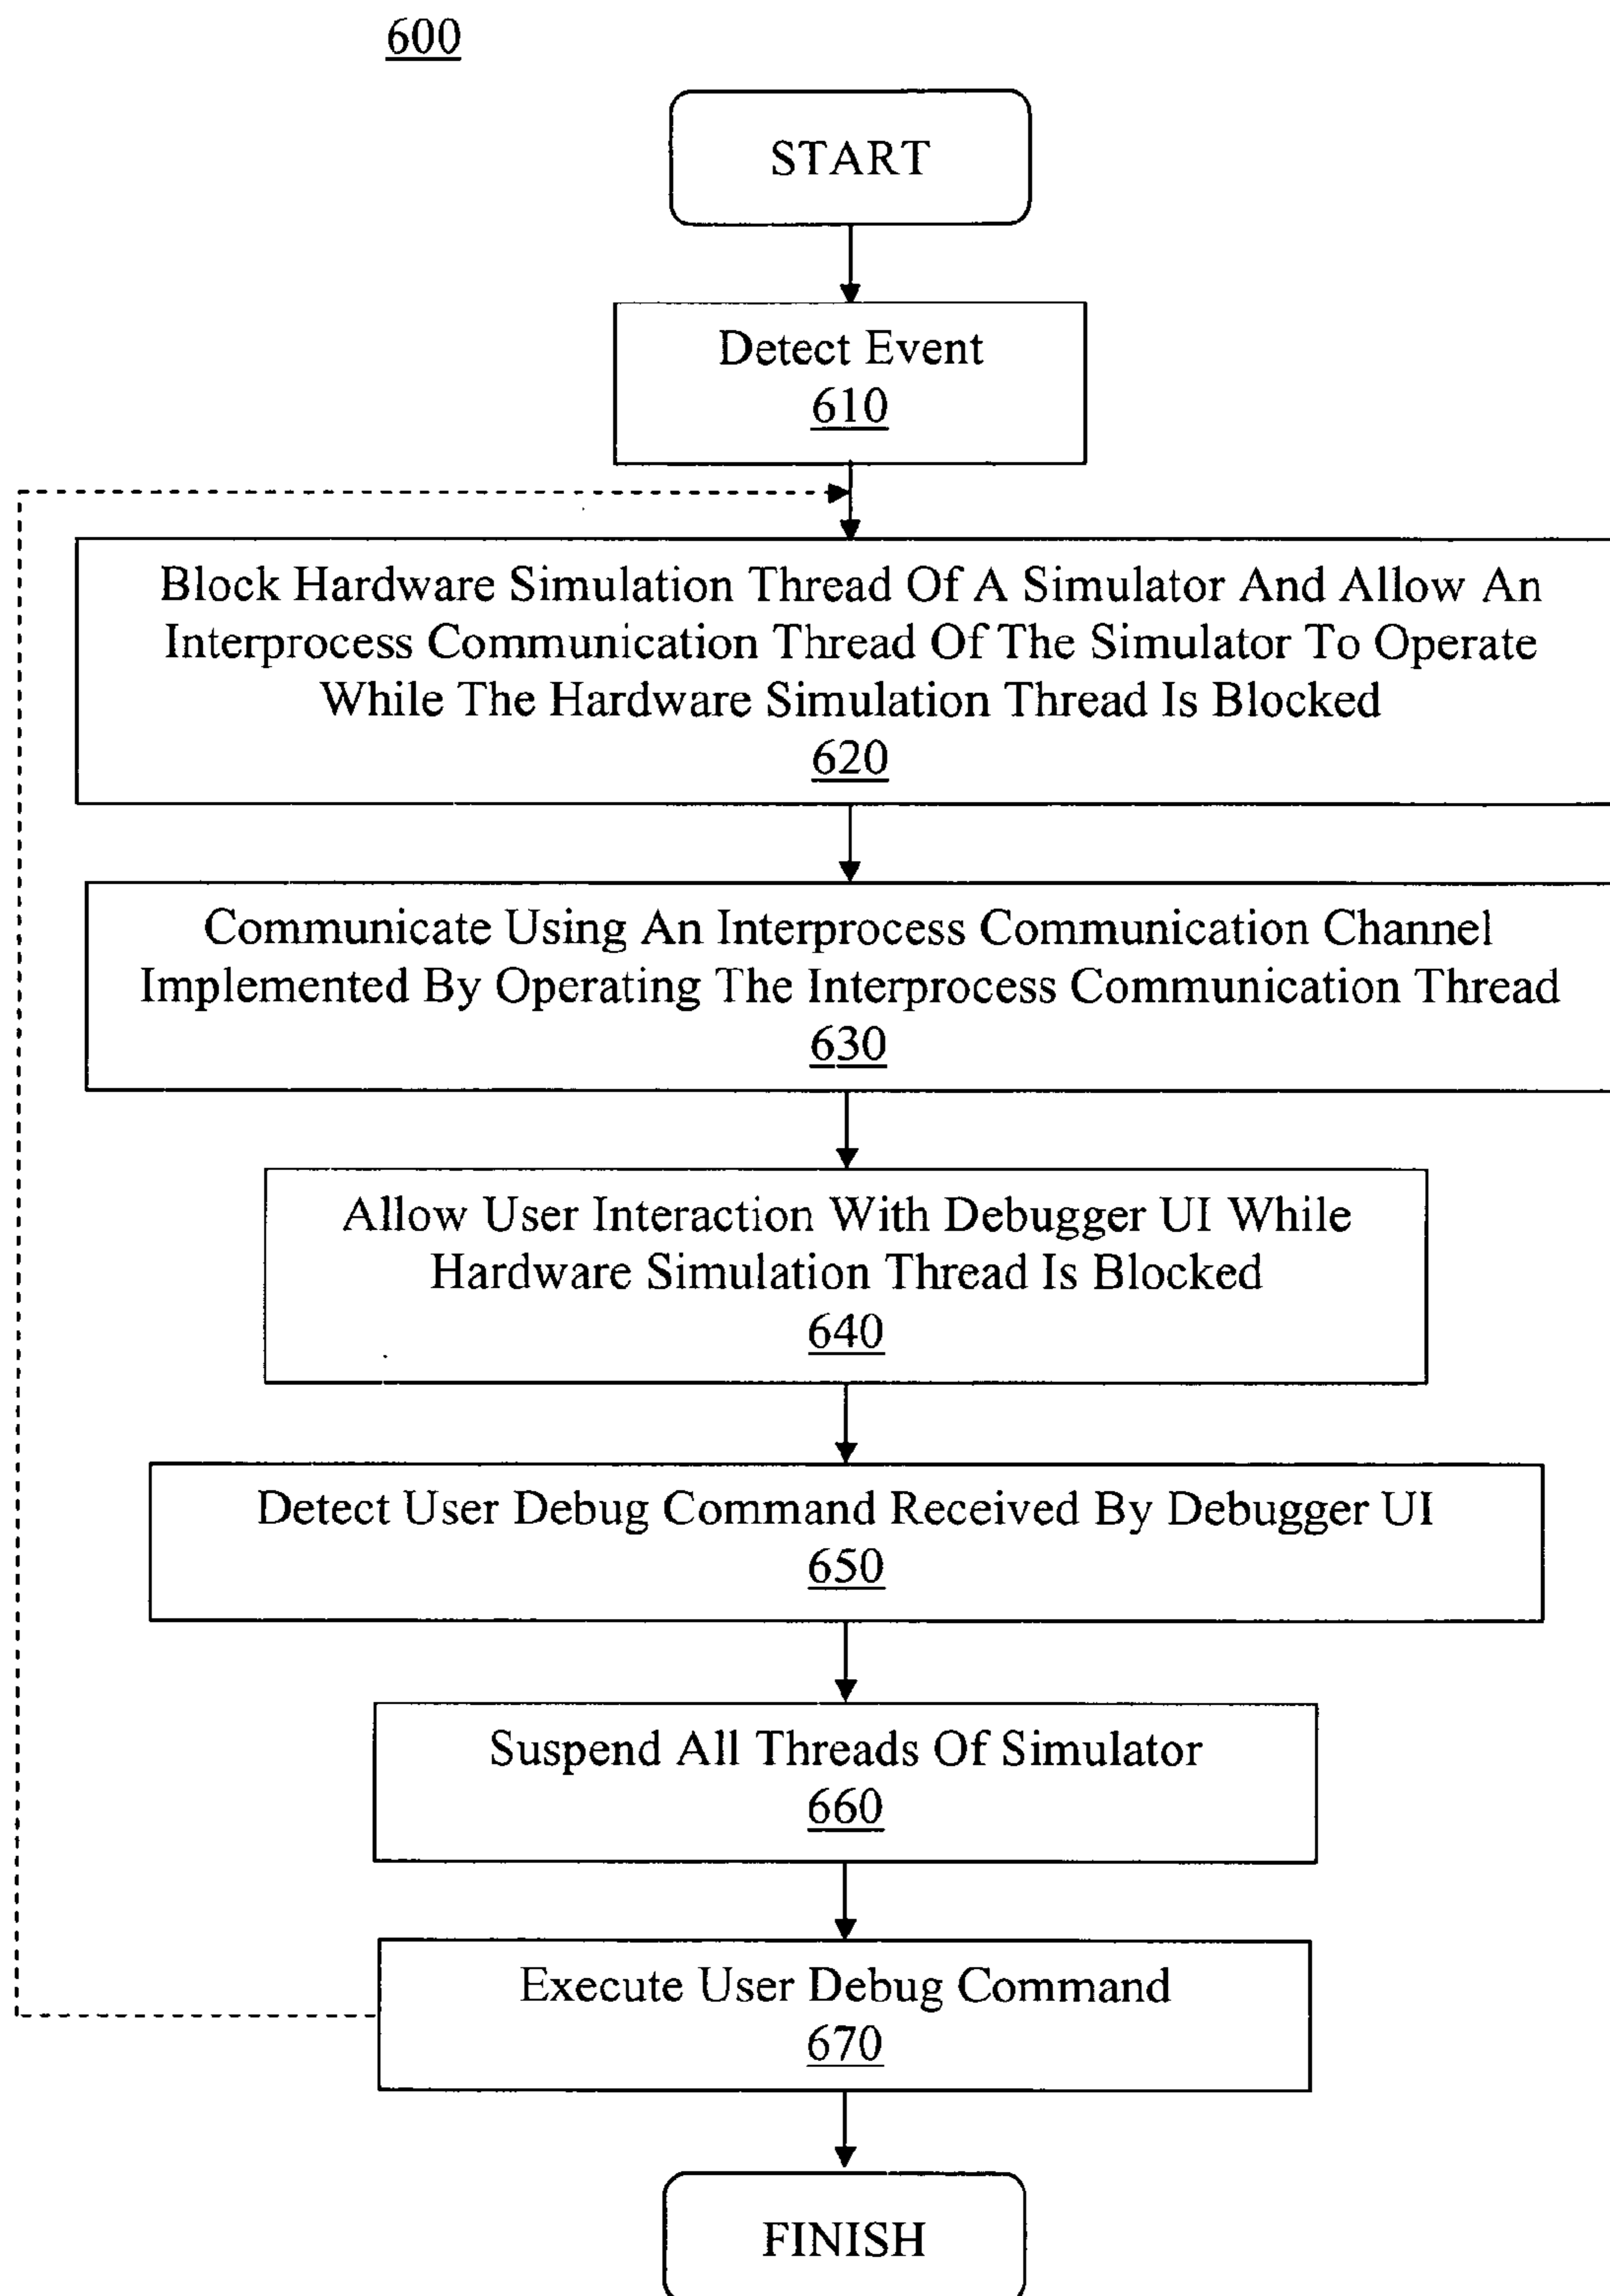 600
START
Detect Event
610
Block Hardware Simulation Thread Of A Simulator And Allow An
Interprocess Communication Thread Of The Simulator To Operate
While The Hardware Simulation Thread Is Blocked
620
Communicate Using An Interprocess Communication Channel
Implemented By Operating The Interprocess Communication Thread
630
Allow User Interaction With Debugger UI While
Hardware Simulation Thread Is Blocked
640
Detect User Debug Command Received By Debugger UI
650
Suspend All Threads Of Simulator
660
Execute User Debug Command
670
FINISH